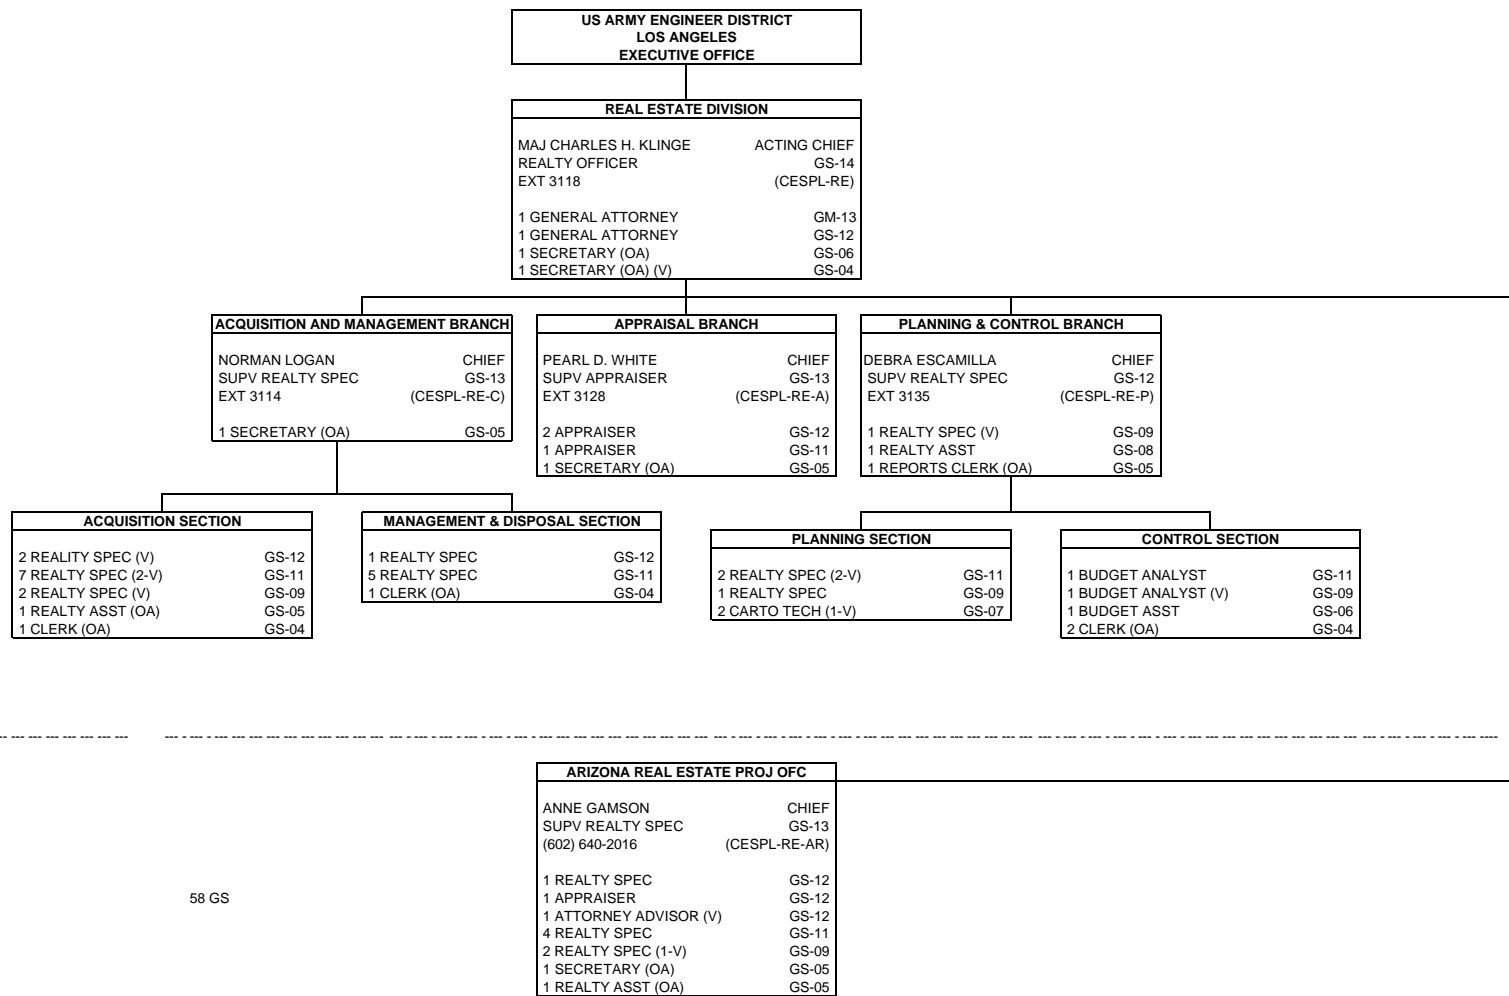 US ARMY ENGINEER DISTRICT
LOS ANGELES
EXECUTIVE OFFICE
REAL ESTATE DIVISION
MAJ CHARLES H. KLINGE ACTING CHIEF
REALTY OFFICER GS-14
EXT 3118 (CESPL-RE)
1 GENERAL ATTORNEY GM-13
1 GENERAL ATTORNEY GS-12
1 SECRETARY (OA) GS-06
1 SECRETARY (OA) (V) GS-04
ACQUISITION AND MANAGEMENT BRANCH
NORMAN LOGAN CHIEF
SUPV REALTY SPEC GS-13
EXT 3114 (CESPL-RE-C)
1 SECRETARY (OA) GS-05
APPRAISAL BRANCH
PEARL D. WHITE CHIEF
SUPV APPRAISER GS-13
EXT 3128 (CESPL-RE-A)
2 APPRAISER GS-12
1 APPRAISER GS-11
1 SECRETARY (OA) GS-05
PLANNING & CONTROL BRANCH
DEBRA ESCAMILLA CHIEF
SUPV REALTY SPEC GS-12
EXT 3135 (CESPL-RE-P)
1 REALTY SPEC (V) GS-09
1 REALTY ASST GS-08
1 REPORTS CLERK (OA) GS-05
ACQUISITION SECTION
2 REALITY SPEC (V) GS-12
7 REALTY SPEC (2-V) GS-11
2 REALTY SPEC (V) GS-09
1 REALTY ASST (OA) GS-05
1 CLERK (OA) GS-04
MANAGEMENT & DISPOSAL SECTION
1 REALTY SPEC GS-12
5 REALTY SPEC GS-11
1 CLERK (OA) GS-04
PLANNING SECTION
2 REALTY SPEC (2-V) GS-11
1 REALTY SPEC GS-09
2 CARTO TECH (1-V) GS-07
CONTROL SECTION
1 BUDGET ANALYST GS-11
1 BUDGET ANALYST (V) GS-09
1 BUDGET ASST GS-06
2 CLERK (OA) GS-04
ARIZONA REAL ESTATE PROJ OFC
ANNE GAMSON CHIEF
SUPV REALTY SPEC GS-13
(602) 640-2016 (CESPL-RE-AR)
1 REALTY SPEC GS-12
1 APPRAISER GS-12
1 ATTORNEY ADVISOR (V) GS-12
4 REALTY SPEC GS-11
2 REALTY SPEC (1-V) GS-09
1 SECRETARY (OA) GS-05
1 REALTY ASST (OA) GS-05
58 GS